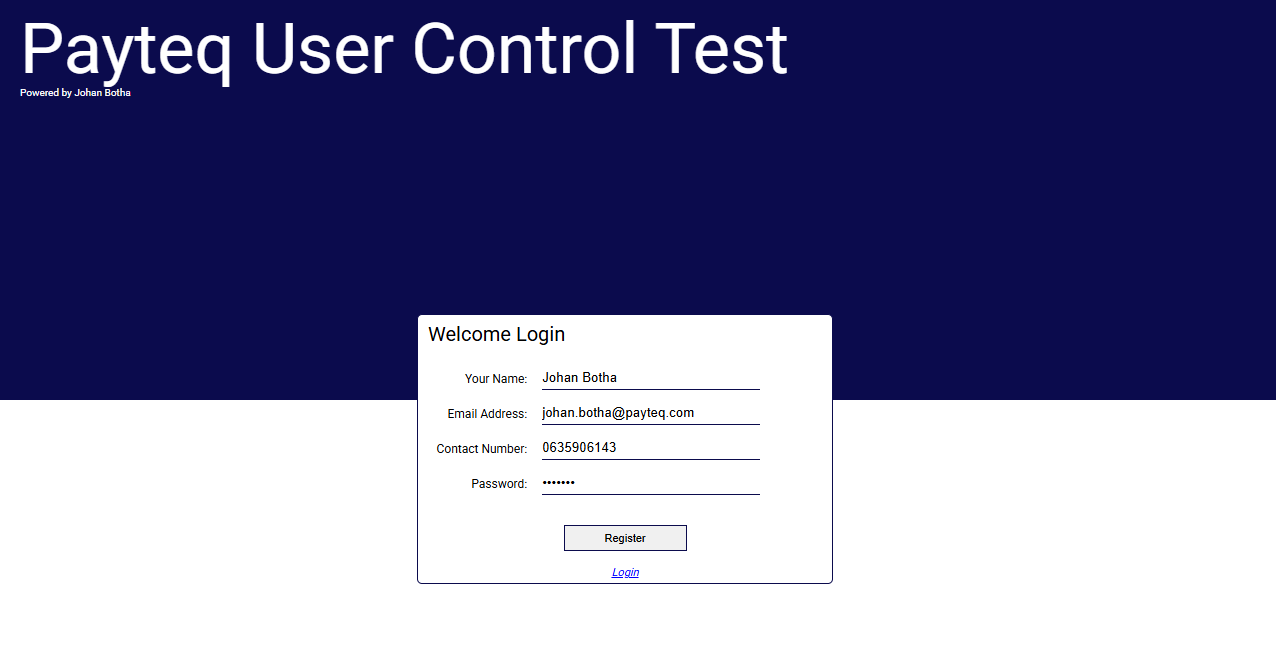 Payteq User Control Test
Powered by Johan Botha
Welcome Login
Your Name: Johan Botha
Email Address: johan.botha@payteq.com
Contact Number: 0635906143
Password: •••••••
Register
Login